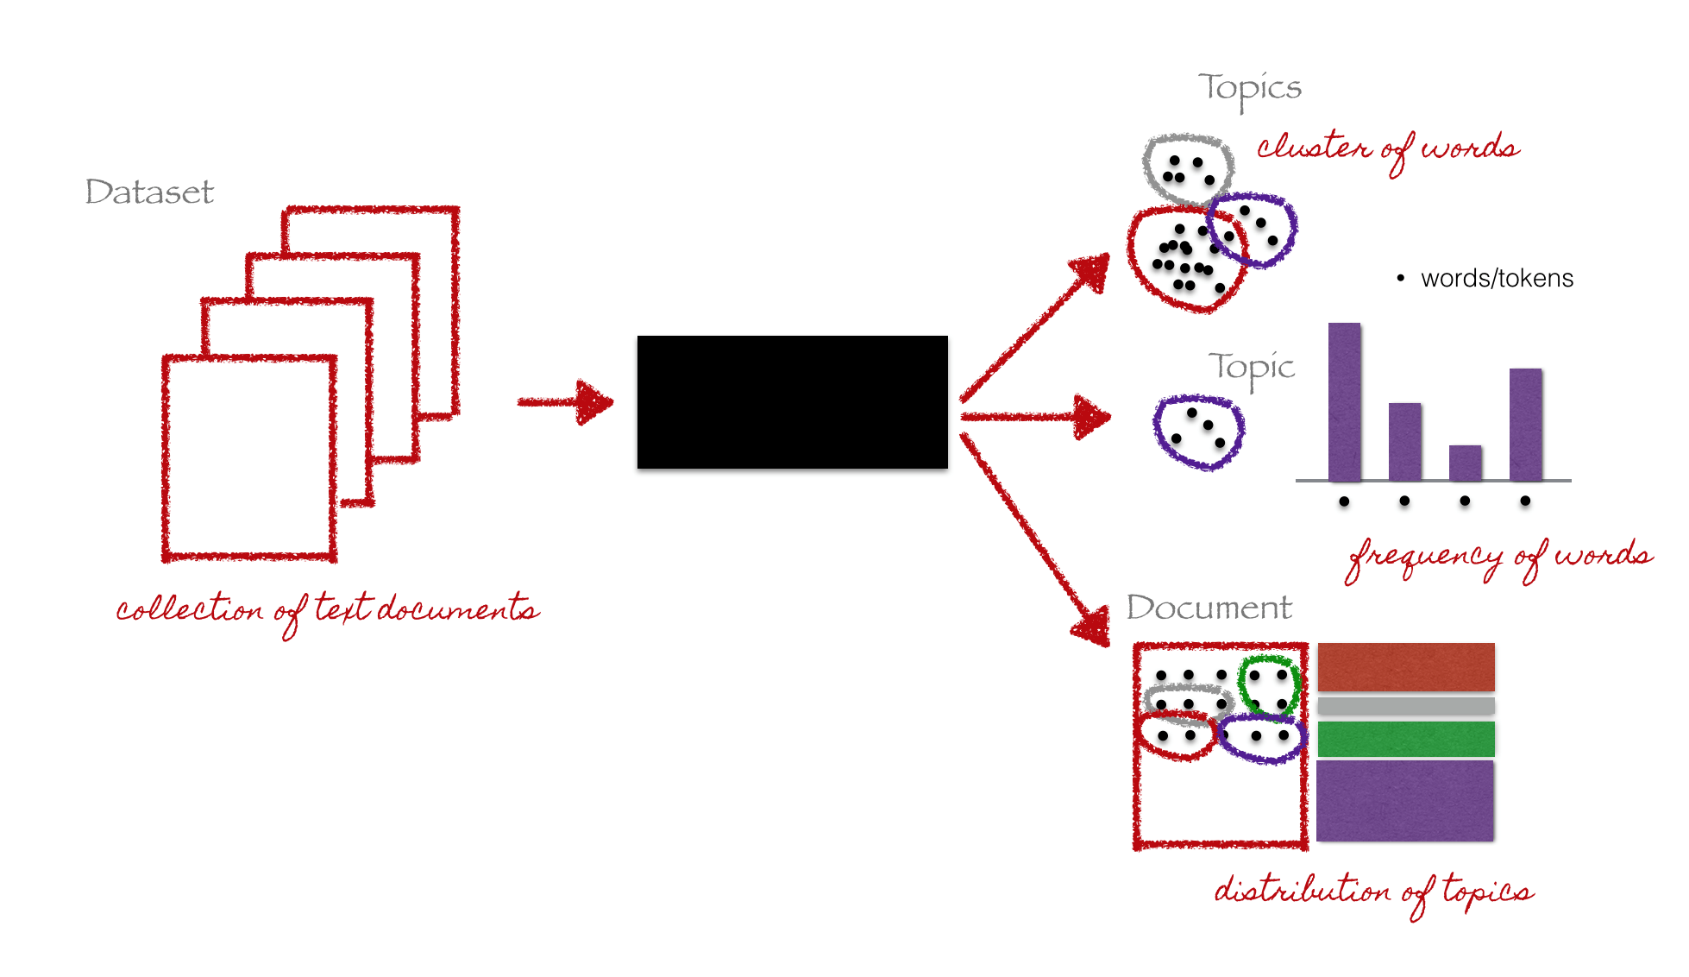 Dataset
collection of text documents
Topics
cluster of words
• words/tokens
Topic
frequency of words
Document
distribution of topics